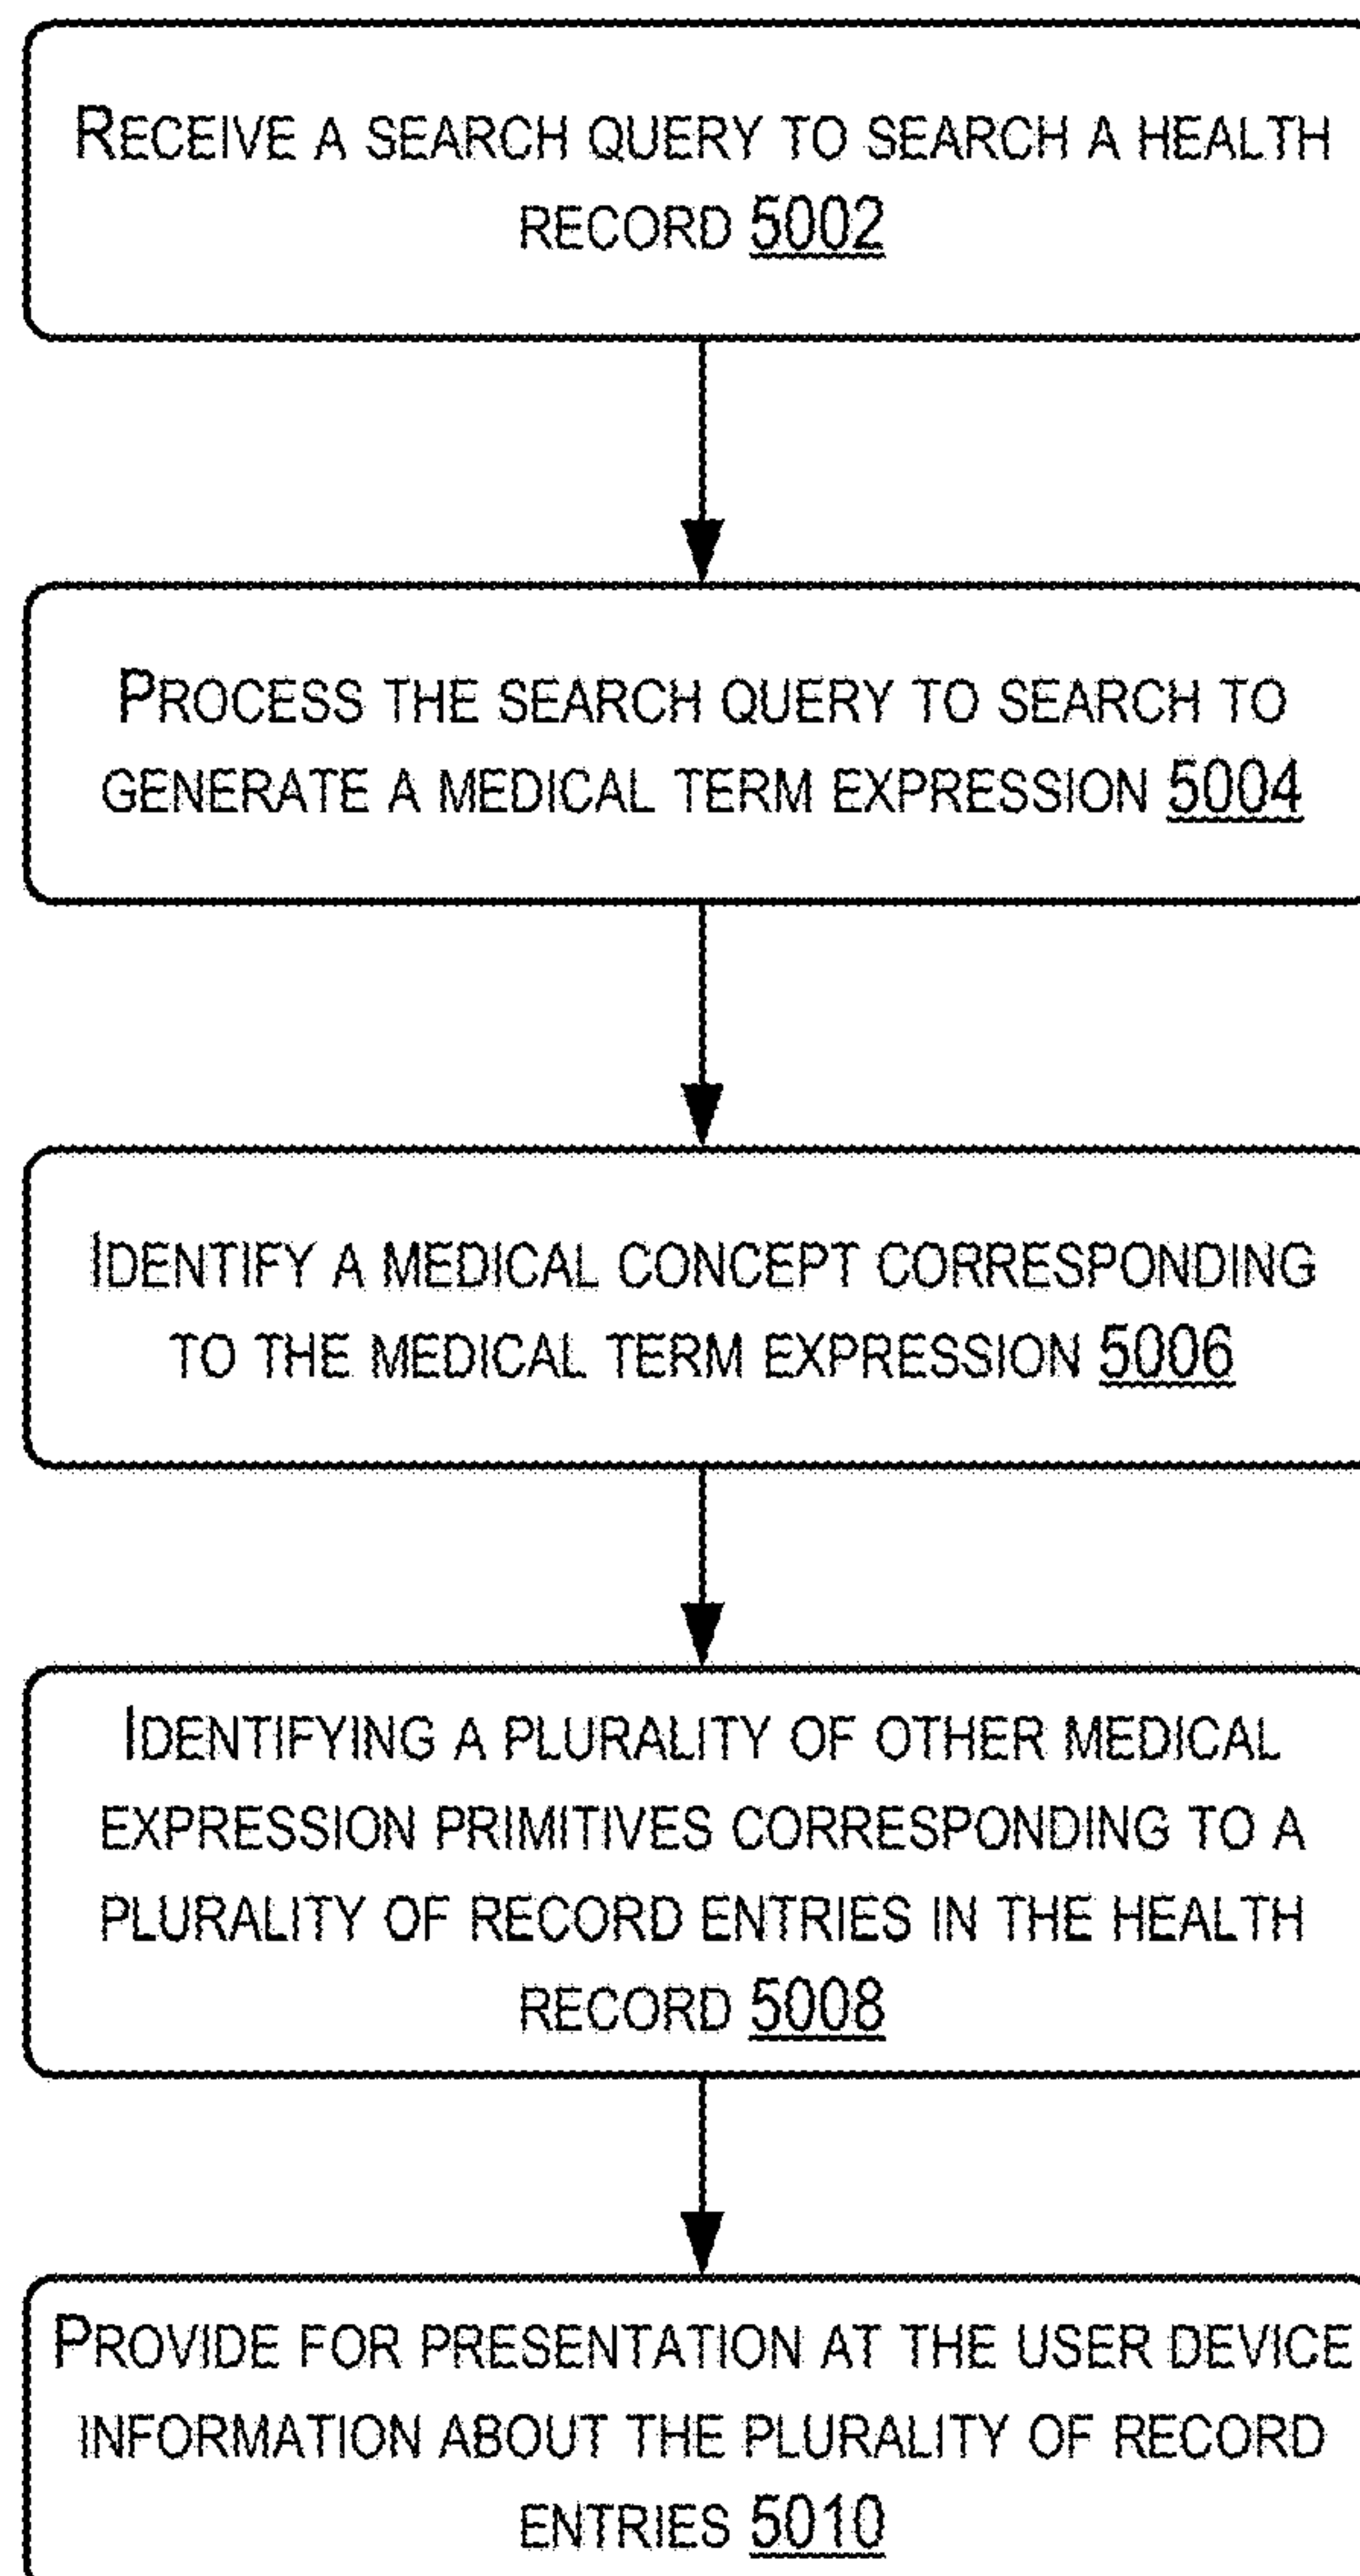 RECEIVE A SEARCH QUERY TO SEARCH A HEALTH
RECORD 5002
PROCESS THE SEARCH QUERY TO SEARCH TO
GENERATE A MEDICAL TERM EXPRESSION 5004
IDENTIFY A MEDICAL CONCEPT CORRESPONDING
TO THE MEDICAL TERM EXPRESSION 5006
IDENTIFYING A PLURALITY OF OTHER MEDICAL
EXPRESSION PRIMITIVES CORRESPONDING TO A
PLURALITY OF RECORD ENTRIES IN THE HEALTH
RECORD 5008
PROVIDE FOR PRESENTATION AT THE USER DEVICE
INFORMATION ABOUT THE PLURALITY OF RECORD
ENTRIES 5010